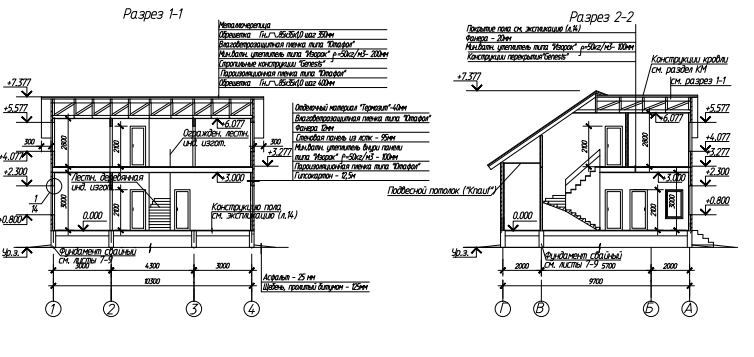 Разрез 1-1
Металлочерепица
Обрешетка Гн. 85х35х1,0 шаг 350мм
Влаговетрозащитная пленка типа "Ютафол"
Мин.ватн. утеплитель типа "Изорок" ρ=50кг/м3- 200мм
Стропильные конструкции "Genesis"
Пароизоляционная пленка типа "Ютафол"
Обрешетка Гн. 85х35х1,0 шаг 400мм
Отделочный материал "Термозит"-40мм
Влаговетрозащитная пленка типа "Ютафол"
Фанера 12мм
Стеновая панель из лстк - 95мм
Мин.ватн. утеплитель внури панели
типа "Изорок" ρ=50кг/м3 - 100мм
Пароизоляционная пленка типа "Ютафол"
Гипсокартон - 12,5м
+7.377
+5.577
+4.077
+2.300
+0.800
Ур.з.
300
300
2800
2100
3000
2100
+6.077
+3.277
+3.000
0.000
Огражден. лестн.
инд. изгот.
Лестн. деревянная
инд. изгот.
Конструкцию пола
см. экспликацию (л.14)
1
14
Фундамент свайный
см. листы 7-9
3000
4300
3000
10300
Асфальт - 25 мм
Щебень, пролитый битумом - 125мм
1
2
3
4
Разрез 2-2
Покрытие пола см. экспликацию (л.14)
Фанера - 20мм
Мин.ватн. утеплитель типа "Изорок" ρ=50кг/м3- 100мм
Конструкции перекрытия"Genesis"
Конструкции кровли
см. раздел КМ
см. разрез 1-1
+7.377
+6.077
+5.577
+4.077
+3.277
+3.000
+2.300
+0.800
0.000
2100
2800
2100
3000
Подвесной потолок ("Knauf")
Ур.з.
Фундамент свайный
см. листы 7-9
2000
5700
2000
9700
Г
В
Б
А